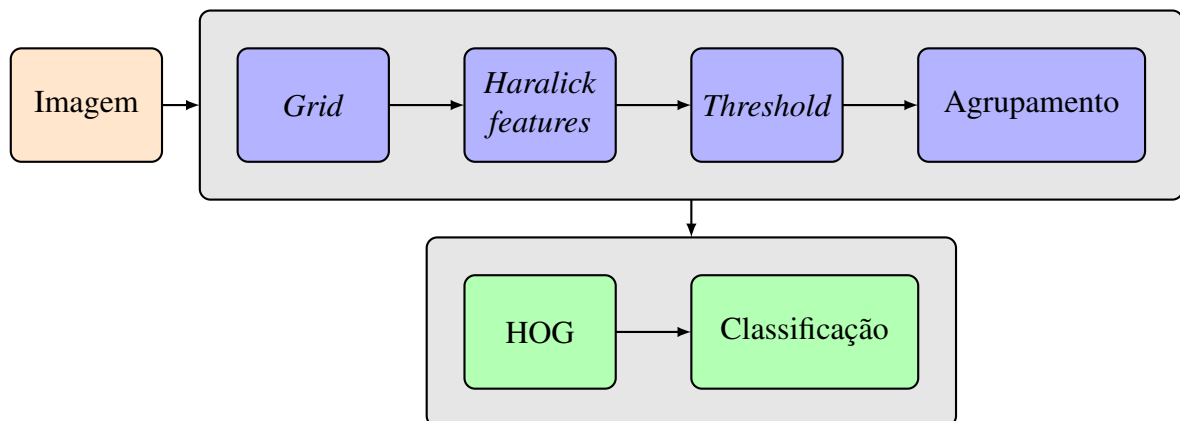 Imagem
Grid
Haralick
features
Threshold
Agrupamento
HOG
Classificação